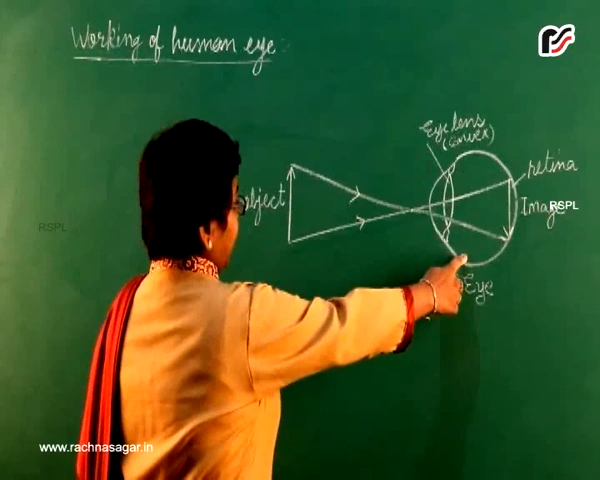 Working of human eye:
Eye lens
(convex)
retina
object
Image
RSPL
RSPL
Eye
www.rachnasagar.in